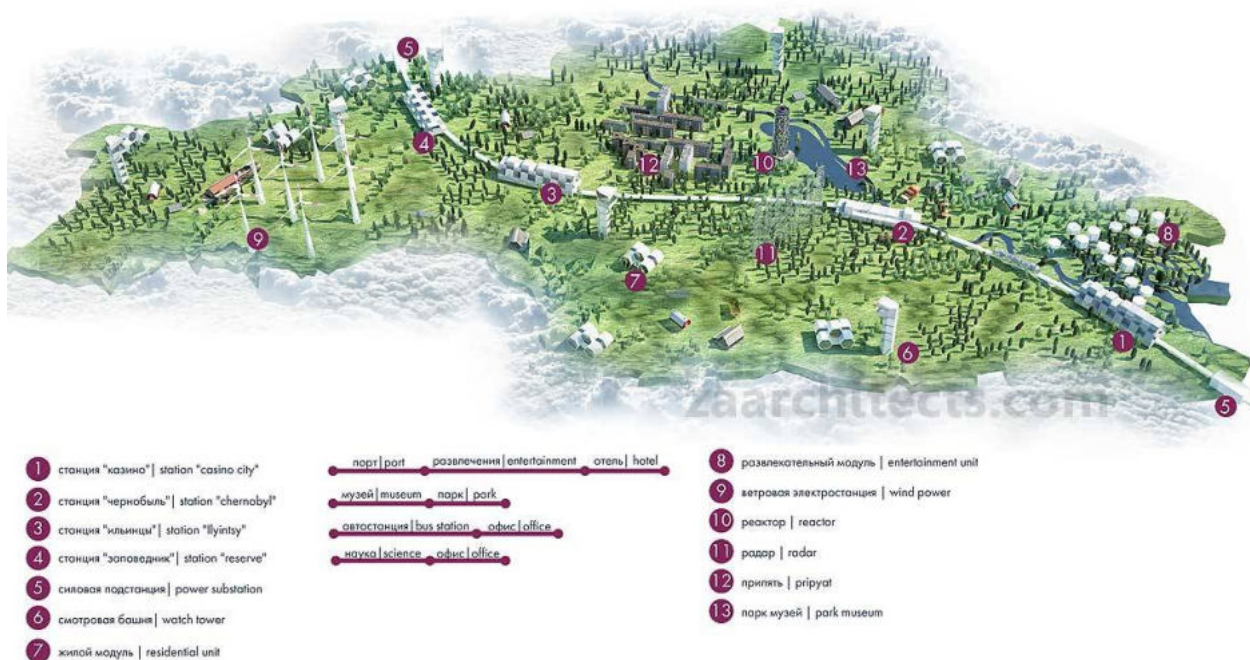 5
4
3
12
10
13
9
11
2
8
7
6
1
5
zaarchitects.com
1 станция "казино" | station "casino city"
2 станция "чернобыль" | station "chernobyl"
3 станция "ильинцы" | station "Ilyintsy"
4 станция "заповедник" | station "reserve"
5 силовая подстанция | power substation
6 смотровая башня | watch tower
7 жилой модуль | residential unit
порт | port развлечения | entertainment отель | hotel
музей | museum парк | park
автостанция | bus station офис | office
наука | science офис | office
8 развлекательный модуль | entertainment unit
9 ветровая электростанция | wind power
10 реактор | reactor
11 радар | radar
12 припять | pripyat
13 парк музей | park museum